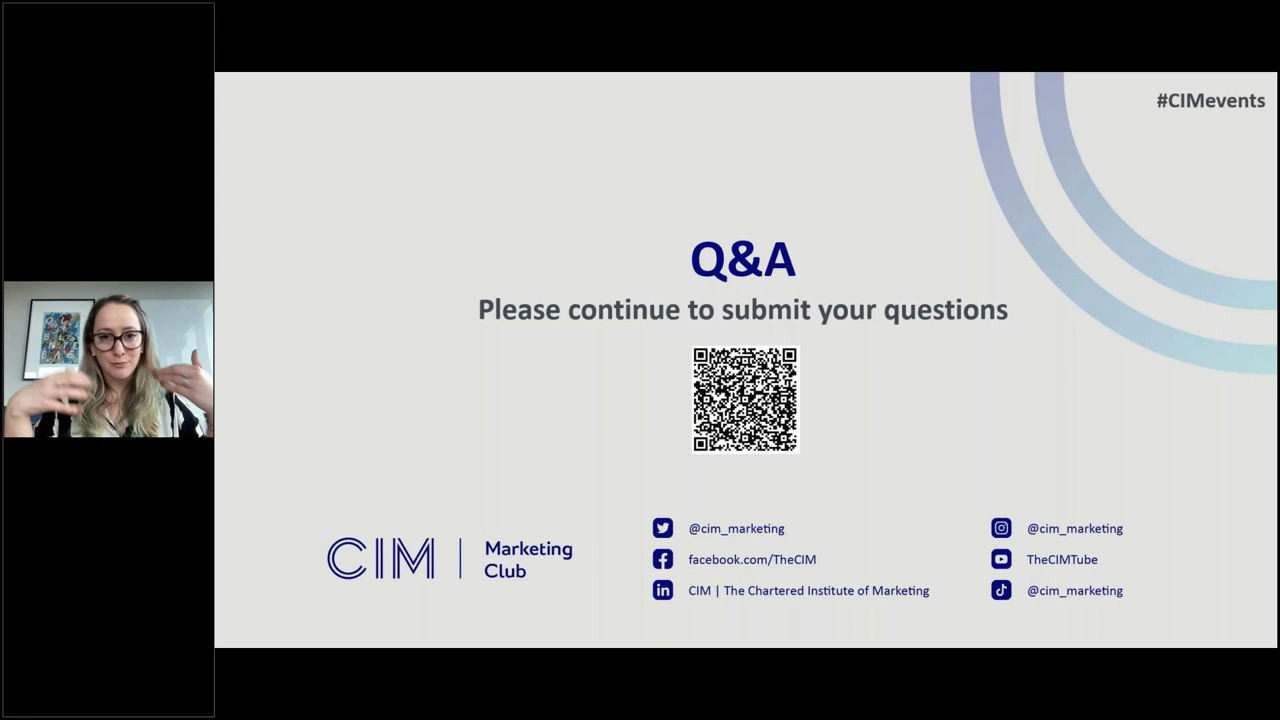 #CIMevents
Q&A
Please continue to submit your questions
CIM
Marketing
Club
@cim_marketing
facebook.com/TheCIM
CIM | The Chartered Institute of Marketing
@cim_marketing
TheCIMTube
@cim_marketing